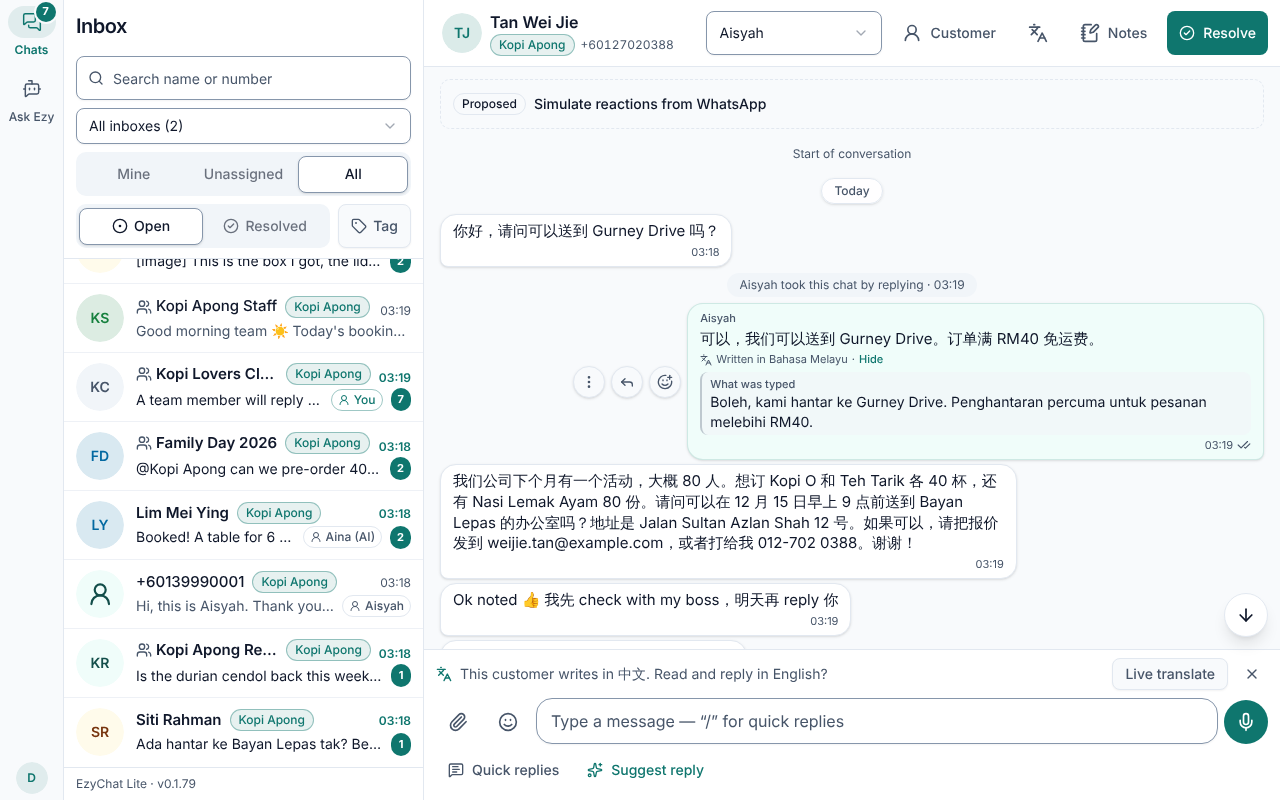 7
Chats
Ask Ezy
D
Inbox
Search name or number
All inboxes (2)
Mine
Unassigned
All
Open
Resolved
Tag
[Image] This is the box I got, the lid...
2
KS
Kopi Apong Staff
Kopi Apong
03:19
Good morning team ☀️ Today's bookin...
KC
Kopi Lovers Cl...
Kopi Apong
03:19
A team member will reply ...
You
7
FD
Family Day 2026
Kopi Apong
03:18
@Kopi Apong can we pre-order 40...
2
LY
Lim Mei Ying
Kopi Apong
03:18
Booked! A table for 6 ...
Aina (AI)
2
+60139990001
Kopi Apong
03:18
Hi, this is Aisyah. Thank you...
Aisyah
KR
Kopi Apong Re...
Kopi Apong
03:18
Is the durian cendol back this week...
1
SR
Siti Rahman
Kopi Apong
03:18
Ada hantar ke Bayan Lepas tak? Be...
1
EzyChat Lite · v0.1.79
TJ
Tan Wei Jie
Kopi Apong
+60127020388
Aisyah
Customer
Notes
Resolve
Proposed
Simulate reactions from WhatsApp
Start of conversation
Today
你好，请问可以送到 Gurney Drive 吗？
03:18
Aisyah took this chat by replying · 03:19
Aisyah
可以，我们可以送到 Gurney Drive。订单满 RM40 免运费。
Written in Bahasa Melayu · Hide
What was typed
Boleh, kami hantar ke Gurney Drive. Penghantaran percuma untuk pesanan
melebihi RM40.
03:19
我们公司下个月有一个活动，大概 80 人。想订 Kopi O 和 Teh Tarik 各 40 杯，还
有 Nasi Lemak Ayam 80 份。请问可以在 12 月 15 日早上 9 点前送到 Bayan
Lepas 的办公室吗？地址是 Jalan Sultan Azlan Shah 12 号。如果可以，请把报价
发到 weijie.tan@example.com，或者打给我 012-702 0388。谢谢！
03:19
Ok noted 👍 我先 check with my boss，明天再 reply 你
03:19
This customer writes in 中文. Read and reply in English?
Live translate
Type a message — “/” for quick replies
Quick replies
Suggest reply